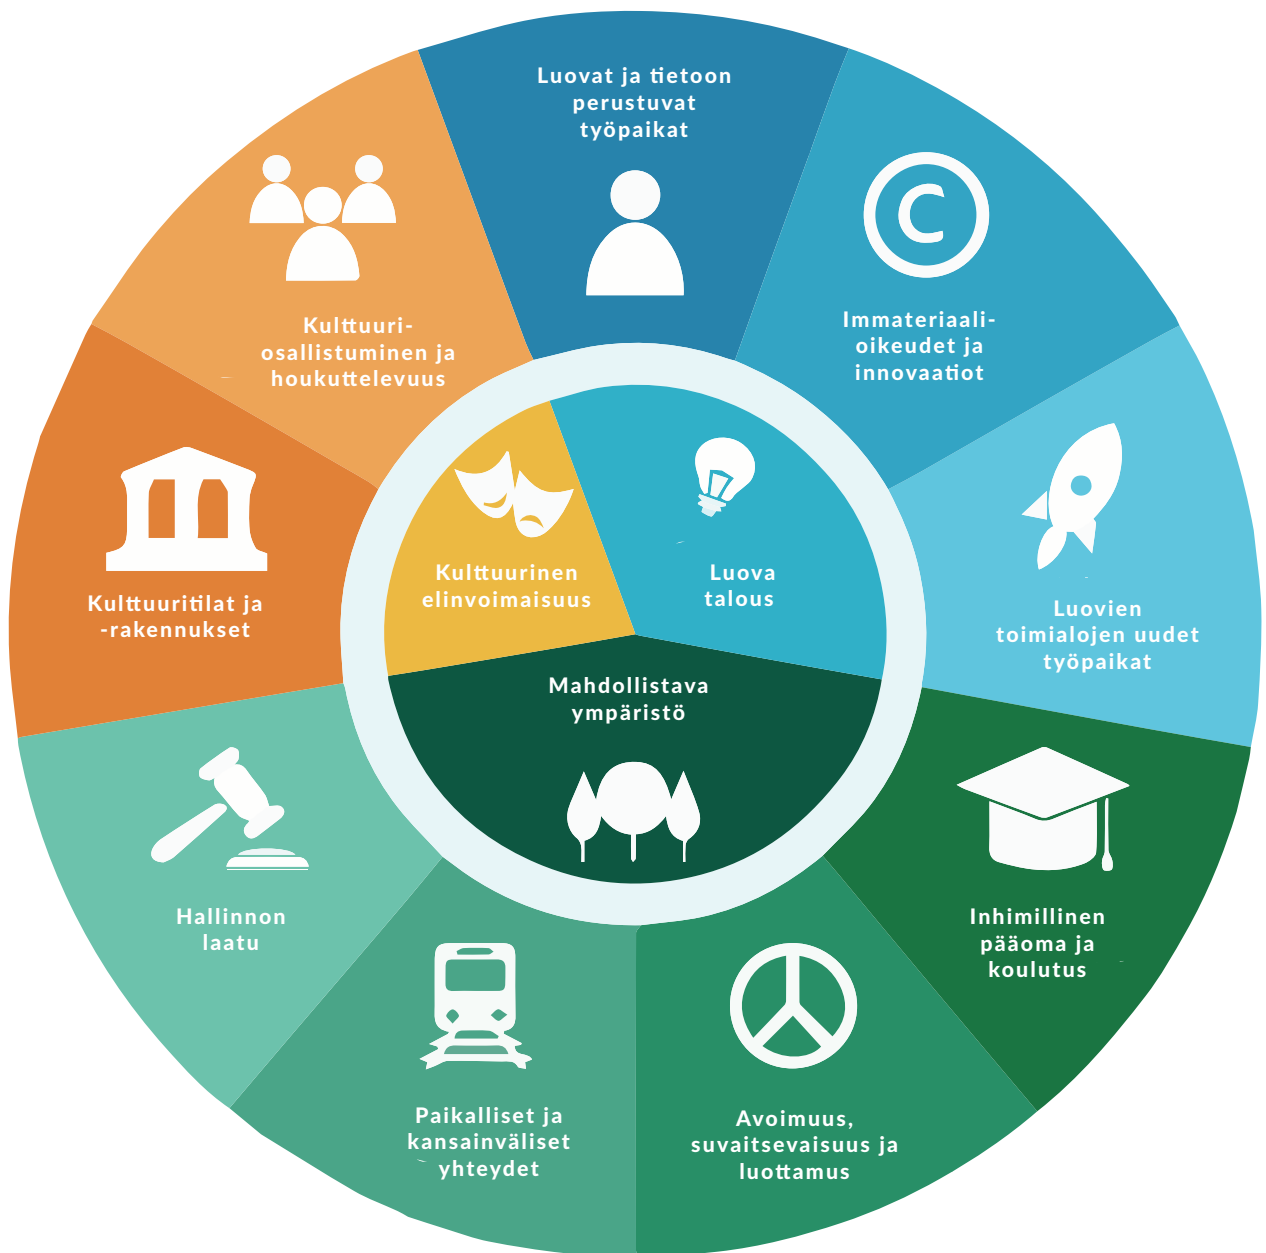 Luovat ja tietoon
perustuvat
työpaikat
Immateriaali-
oikeudet ja
innovaatiot
Luovien
toimialojen uudet
työpaikat
Inhimillinen
pääoma ja
koulutus
Avoimuus,
suvaitsevaisuus ja
luottamus
Paikalliset ja
kansainväliset
yhteydet
Hallinnon
laatu
Kulttuuritilat ja
-rakennukset
Kulttuuri-
osallistuminen ja
houkuttelevuus
Kulttuurinen
elinvoimaisuus
Luova
talous
Mahdollistava
ympäristö